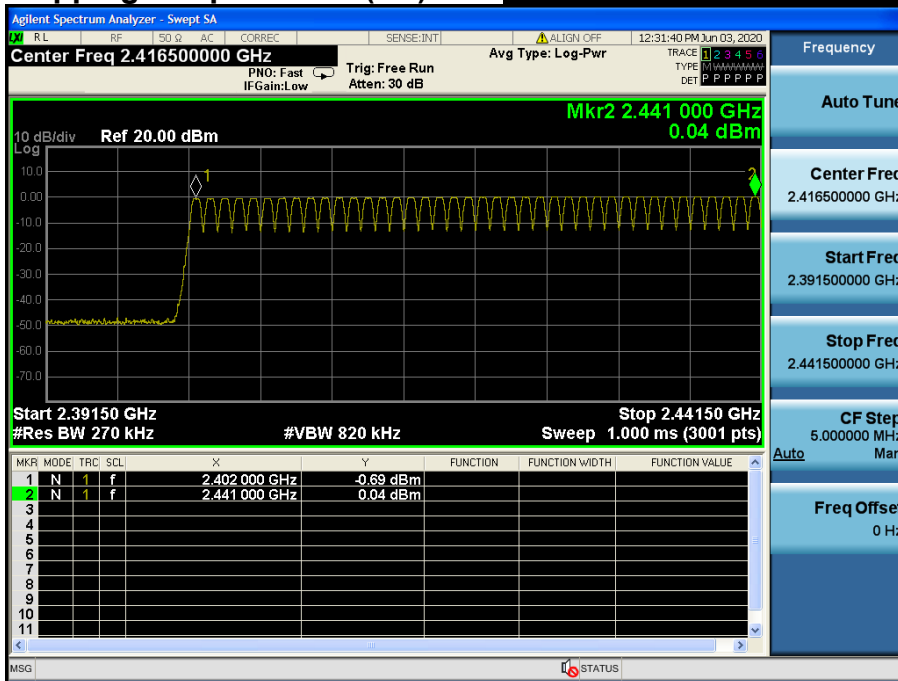 Agilent Spectrum Analyzer - Swept SA
LXI RL RF 50 Ω AC CORREC SENSE:INT ALIGN OFF 12:31:40 PM Jun 03, 2020
Center Freq 2.416500000 GHz
PNO: Fast
IFGain:Low
Trig: Free Run
Atten: 30 dB
Avg Type: Log-Pwr
TRACE 1 2 3 4 5 6
TYPE M
DET P P P P P P
Mkr2 2.441 000 GHz
0.04 dBm
10 dB/div Ref 20.00 dBm
Log
10.0
0.00
-10.0
-20.0
-30.0
-40.0
-50.0
-60.0
-70.0
1
2
Start 2.39150 GHz Stop 2.44150 GHz
#Res BW 270 kHz #VBW 820 kHz Sweep 1.000 ms (3001 pts)
MKR MODE TRC SCL X Y FUNCTION FUNCTION WIDTH FUNCTION VALUE
1 N 1 f 2.402 000 GHz -0.69 dBm
2 N 1 f 2.441 000 GHz 0.04 dBm
3
4
5
6
7
8
9
10
11
MSG STATUS
Frequency
Auto Tune
Center Freq
2.416500000 GHz
Start Freq
2.391500000 GHz
Stop Freq
2.441500000 GHz
CF Step
5.000000 MHz
Auto Man
Freq Offset
0 Hz